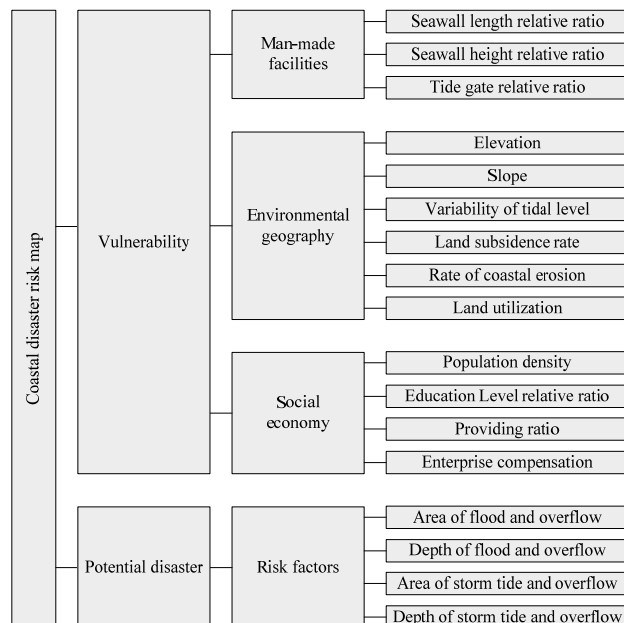 Coastal disaster risk map
Vulnerability
Man-made
facilities
Seawall length relative ratio
Seawall height relative ratio
Tide gate relative ratio
Environmental
geography
Elevation
Slope
Variability of tidal level
Land subsidence rate
Rate of coastal erosion
Land utilization
Social
economy
Population density
Education Level relative ratio
Providing ratio
Enterprise compensation
Potential disaster
Risk factors
Area of flood and overflow
Depth of flood and overflow
Area of storm tide and overflow
Depth of storm tide and overflow